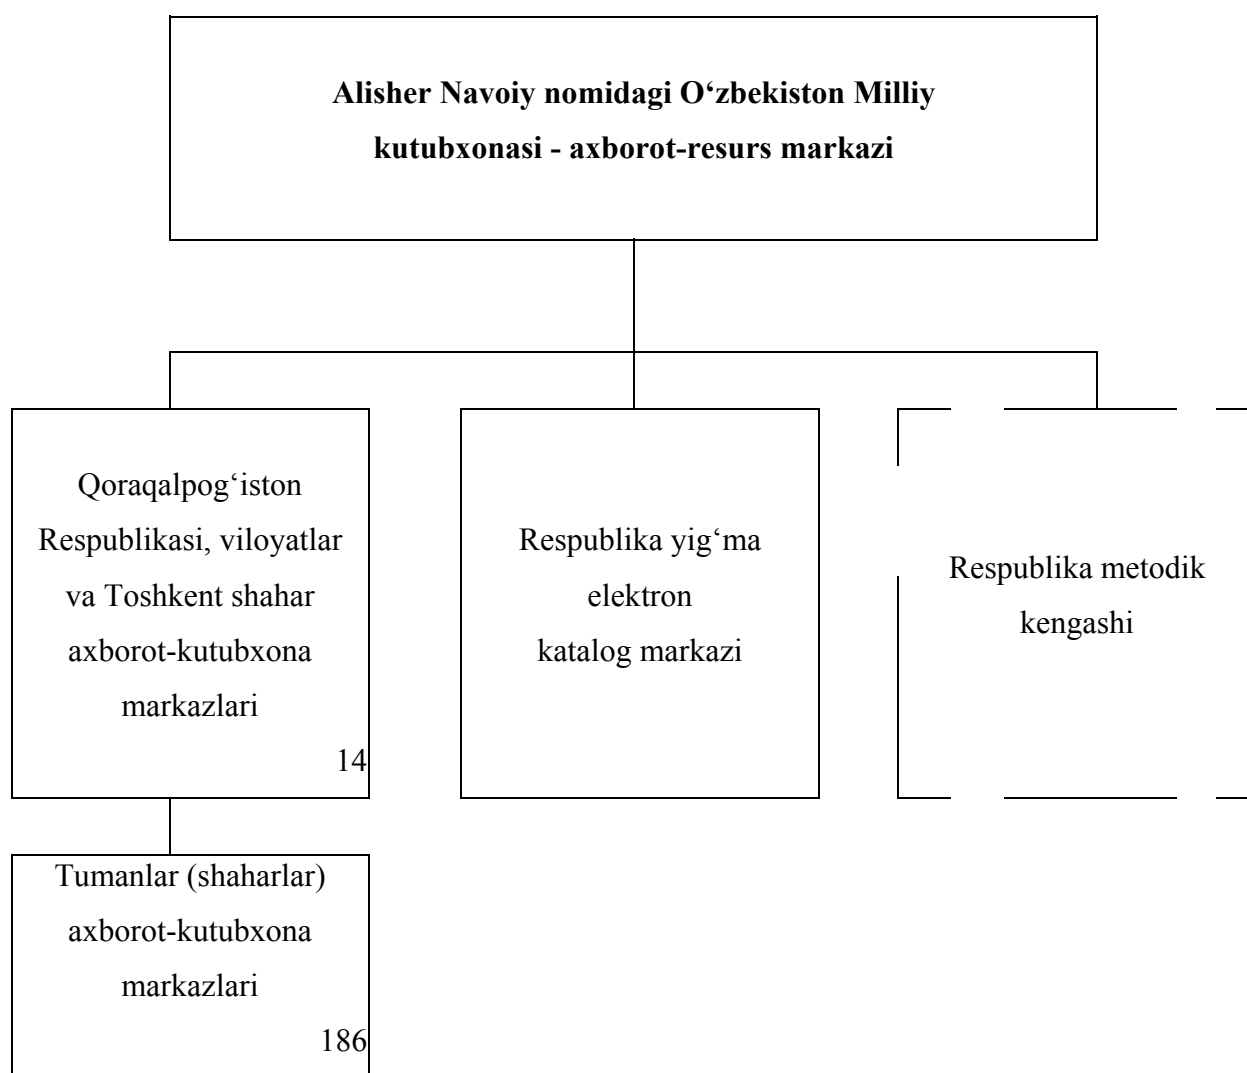 Alisher Navoiy nomidagi O‘zbekiston Milliy
kutubxonasi - axborot-resurs markazi
Qoraqalpog‘iston
Respublikasi, viloyatlar
va Toshkent shahar
axborot-kutubxona
markazlari
14
Respublika yig‘ma
elektron
katalog markazi
Respublika metodik
kengashi
Tumanlar (shaharlar)
axborot-kutubxona
markazlari
186